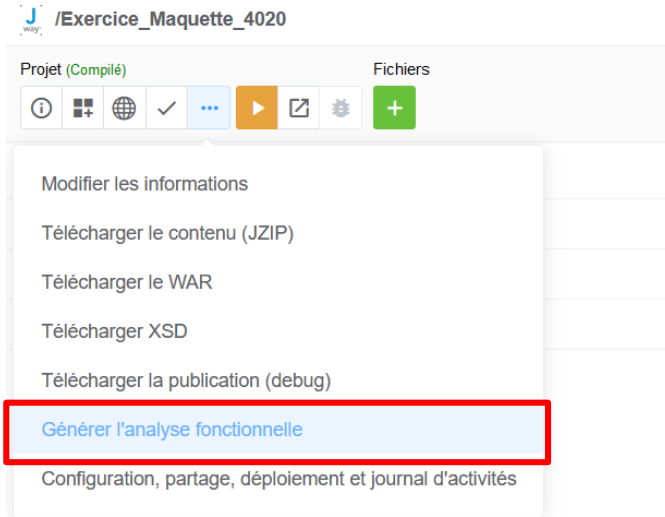 J
way
/Exercice_Maquette_4020
Projet (Compilé)
Fichiers
Modifier les informations
Télécharger le contenu (JZIP)
Télécharger le WAR
Télécharger XSD
Télécharger la publication (debug)
Générer l'analyse fonctionnelle
Configuration, partage, déploiement et journal d'activités